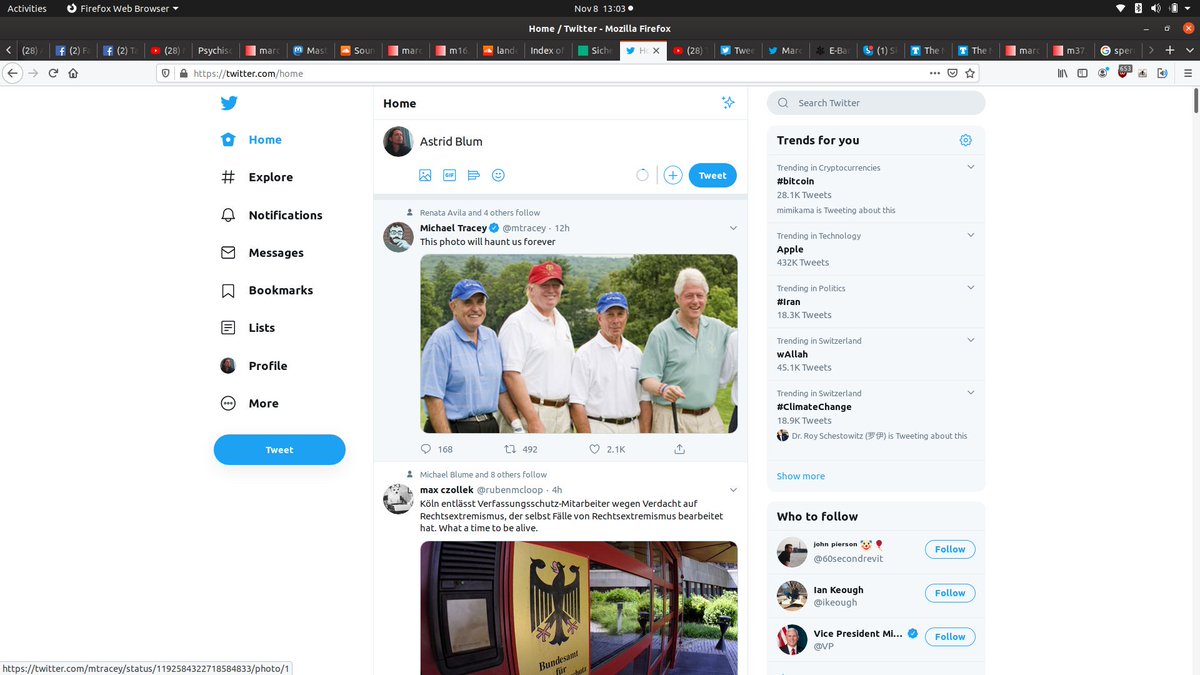 Activities
Firefox Web Browser
Nov 8 13:03
Home / Twitter - Mozilla Firefox
(28)
(2) F
(2) Ta
(28)
Psychisc
marc
Mast
Soun
marc
m16.
land
Index of
Siche
Ho
(28)
Twee
Marc
E-Ban
(1) S
The N
The N
marc
m37.
sper
https://twitter.com/home
653
Home
Explore
Notifications
Messages
Bookmarks
Lists
Profile
More
Tweet
Home
Astrid Blum
GIF
Tweet
Renata Avila and 4 others follow
Michael Tracey @mtracey · 12h
This photo will haunt us forever
168 492 2.1K
Michael Blume and 8 others follow
max czollek @rubenmcloop · 4h
Köln entlässt Verfassungsschutz-Mitarbeiter wegen Verdacht auf
Rechtsextremismus, der selbst Fälle von Rechtsextremismus bearbeitet
hat. What a time to be alive.
Bundesamt
Search Twitter
Trends for you
Trending in Cryptocurrencies
#bitcoin
28.1K Tweets
mimikama is Tweeting about this
Trending in Technology
Apple
432K Tweets
Trending in Politics
#Iran
18.3K Tweets
Trending in Switzerland
wAllah
45.1K Tweets
Trending in Switzerland
#ClimateChange
18.9K Tweets
Dr. Roy Schestowitz (罗伊) is Tweeting about this
Show more
Who to follow
john pierson 🤡🎈
@60secondrevit
Follow
Ian Keough
@ikeough
Follow
Vice President Mi...
@VP
Follow
https://twitter.com/mtracey/status/1192584322718584833/photo/1